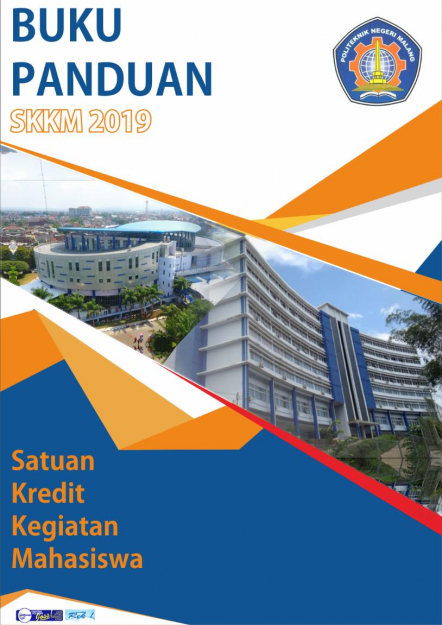 BUKU
PANDUAN
SKKM 2019
POLITEKNIK NEGERI MALANG
Satuan
Kredit
Kegiatan
Mahasiswa